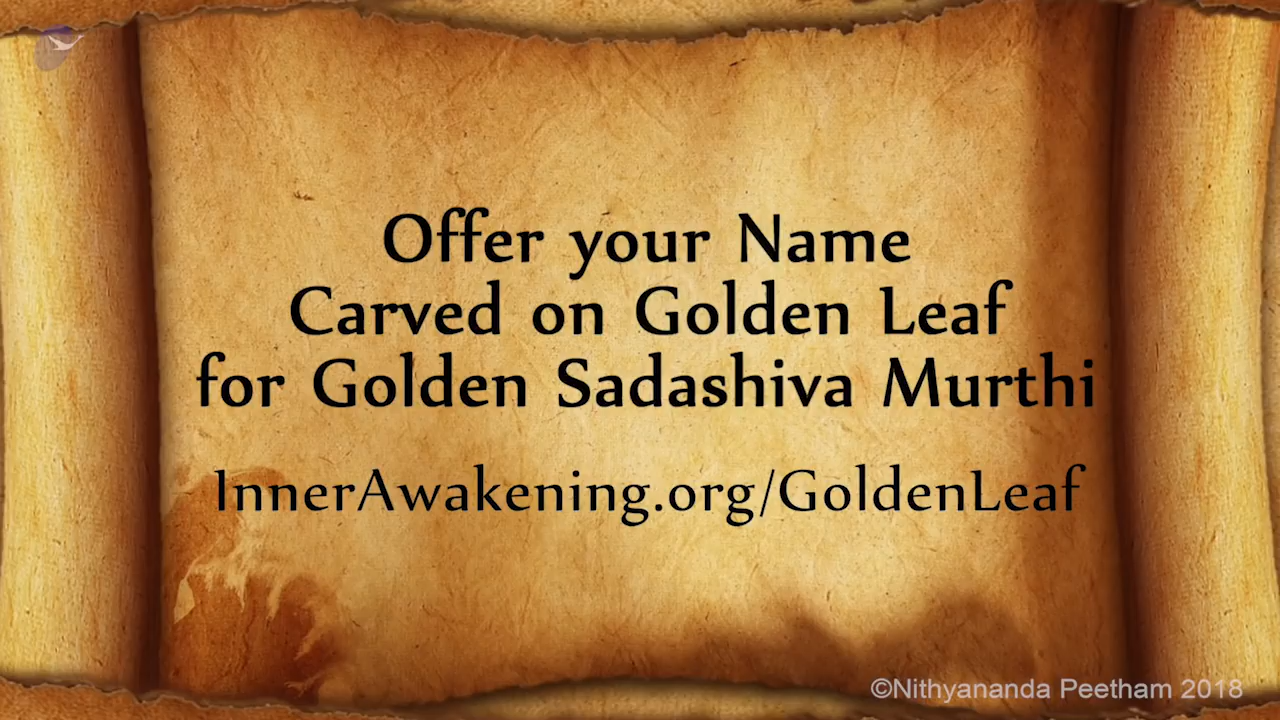 Offer your Name
Carved on Golden Leaf
for Golden Sadashiva Murthi
InnerAwakening.org/GoldenLeaf
©Nithyananda Peetham 2018